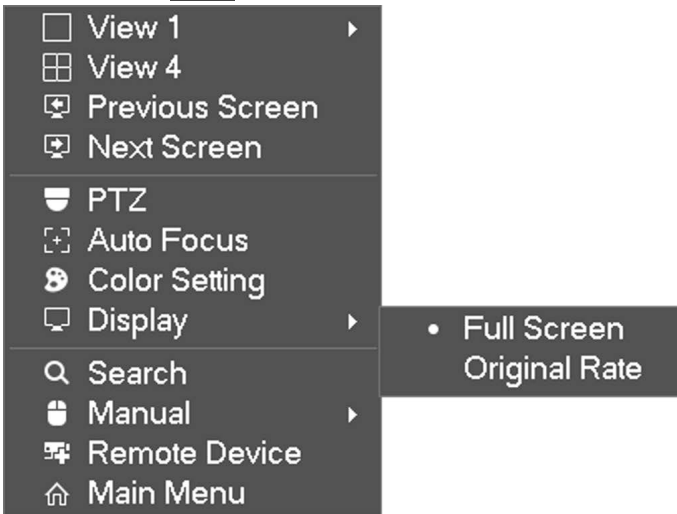 View 1
View 4
Previous Screen
Next Screen
PTZ
Auto Focus
Color Setting
Display
Full Screen
Original Rate
Search
Manual
Remote Device
Main Menu